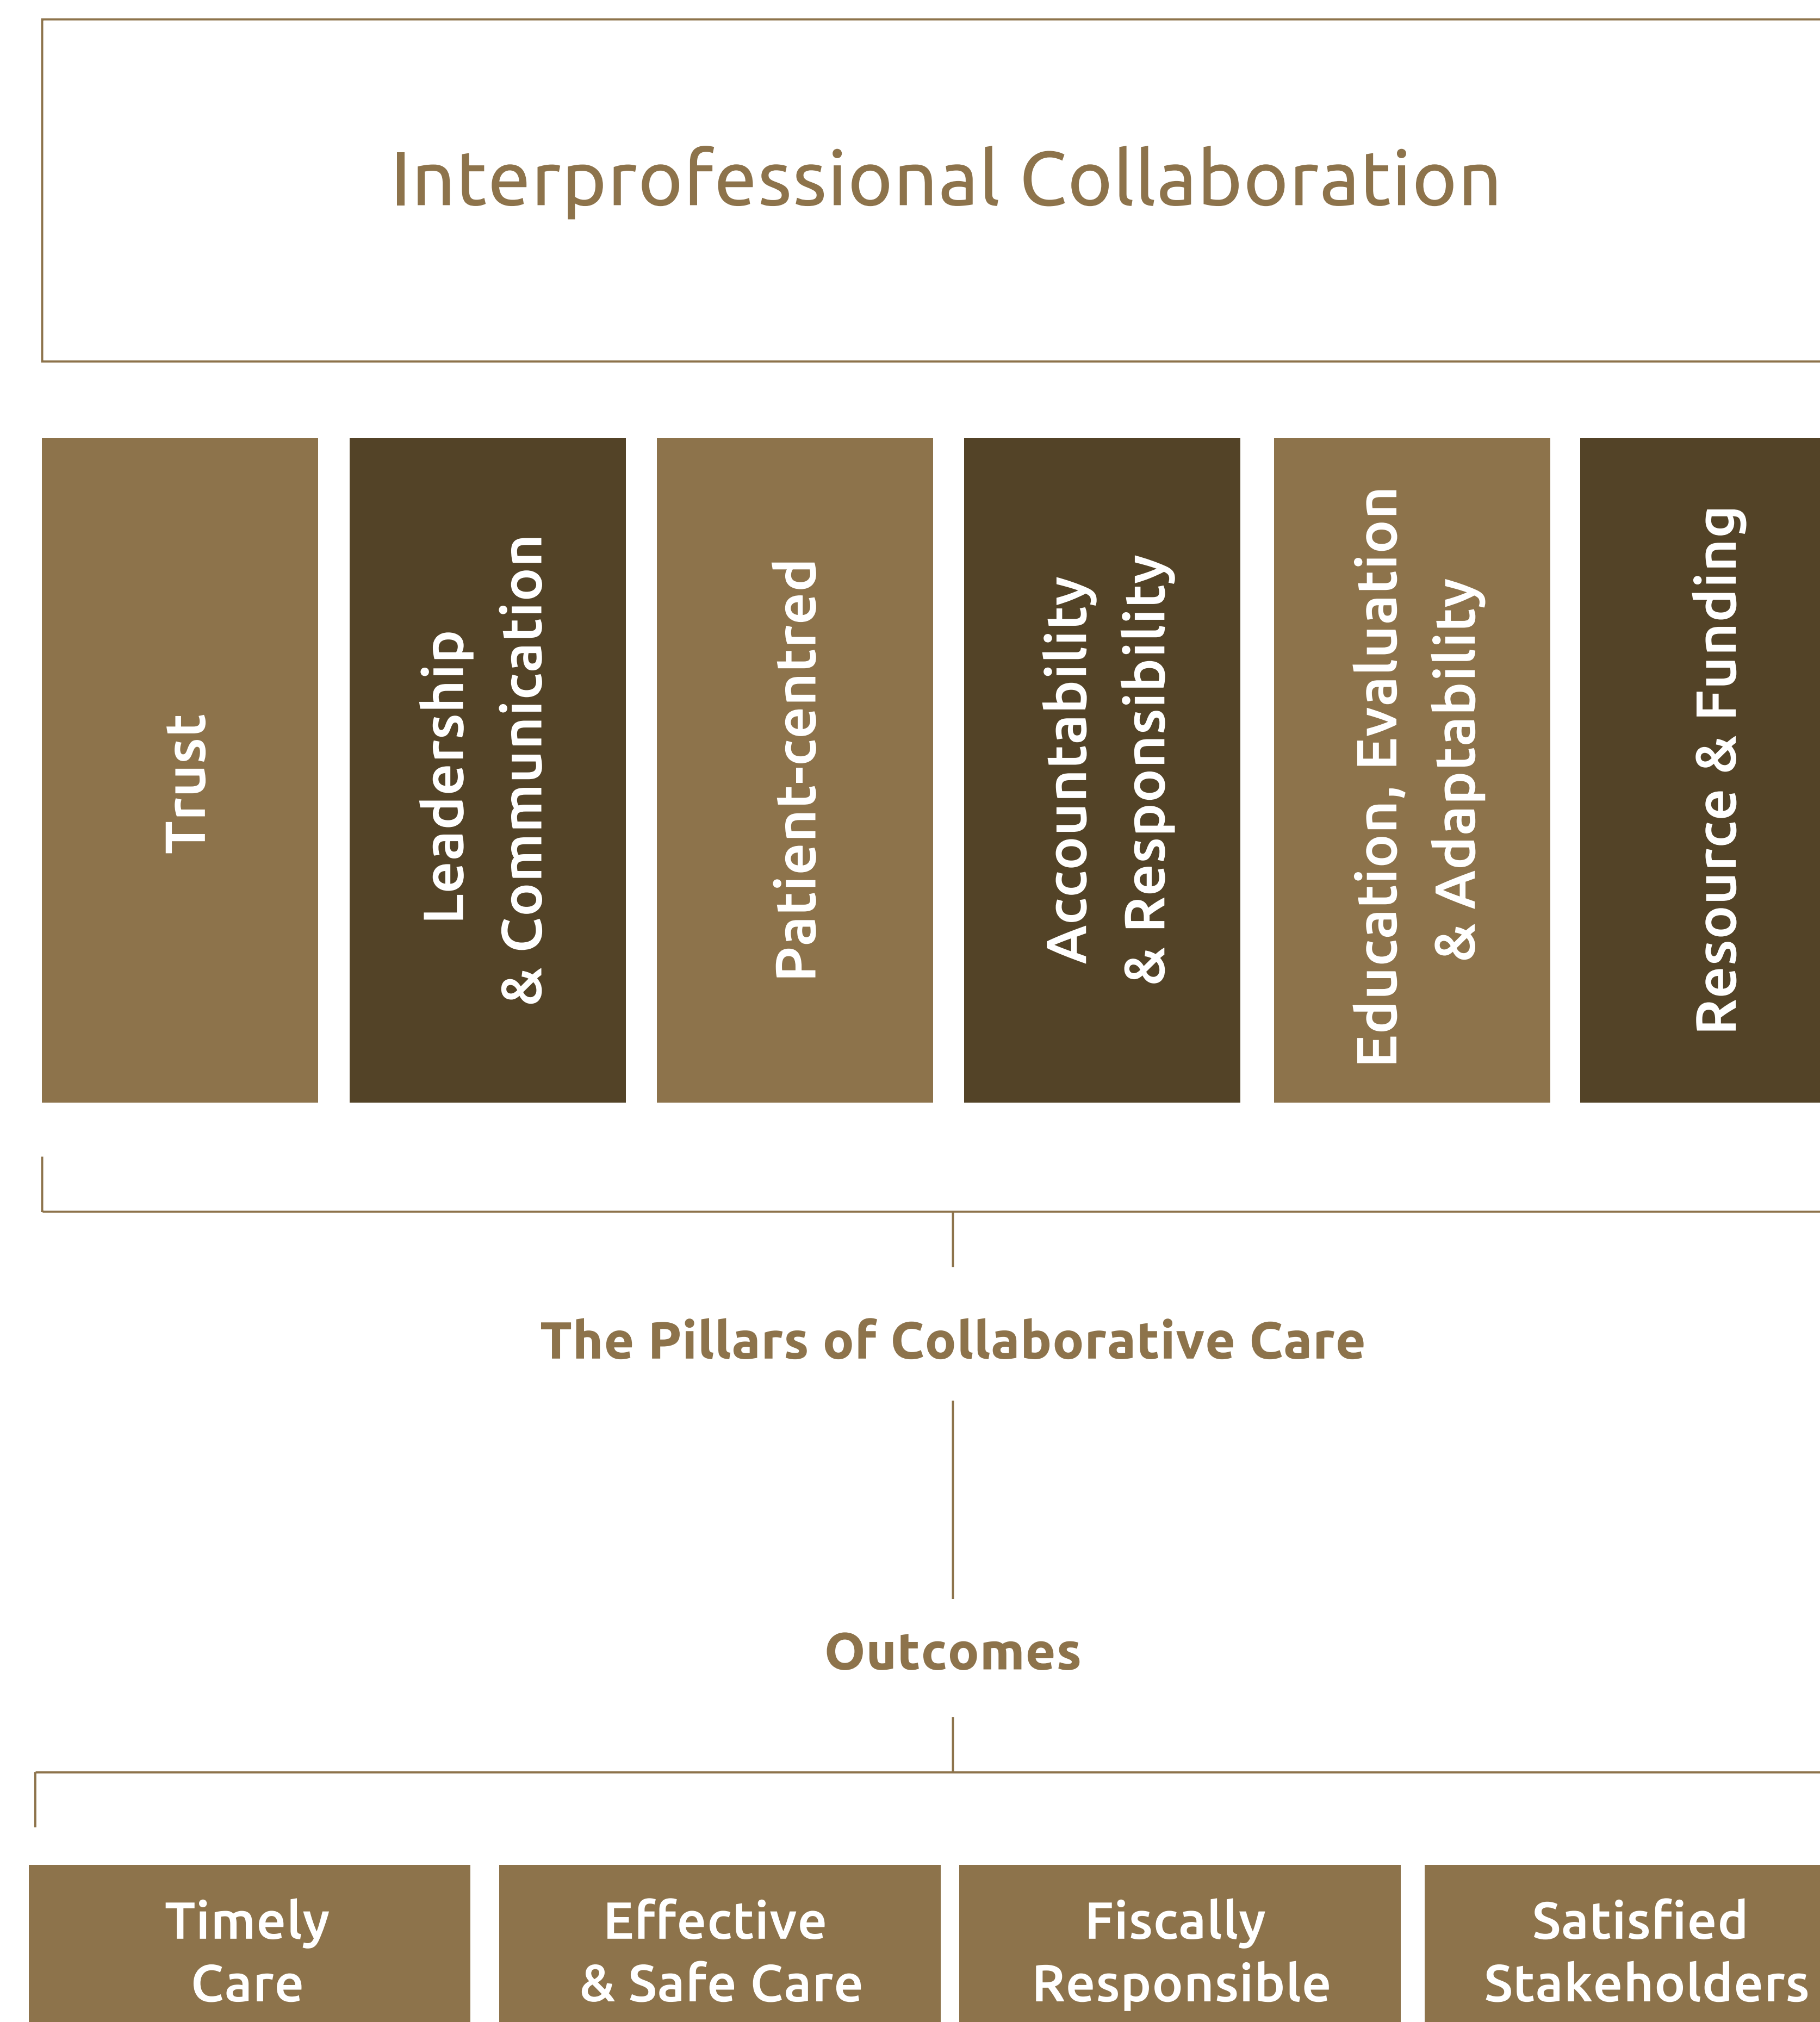 Interprofessional Collaboration
Trust
Leadership
& Communication
Patient-centred
Accountability
& Responsibility
Education, Evaluation
& Adaptability
Resource & Funding
The Pillars of Collaborative Care
Outcomes
Timely
Care
Effective
& Safe Care
Fiscally
Responsible
Satisfied
Stakeholders